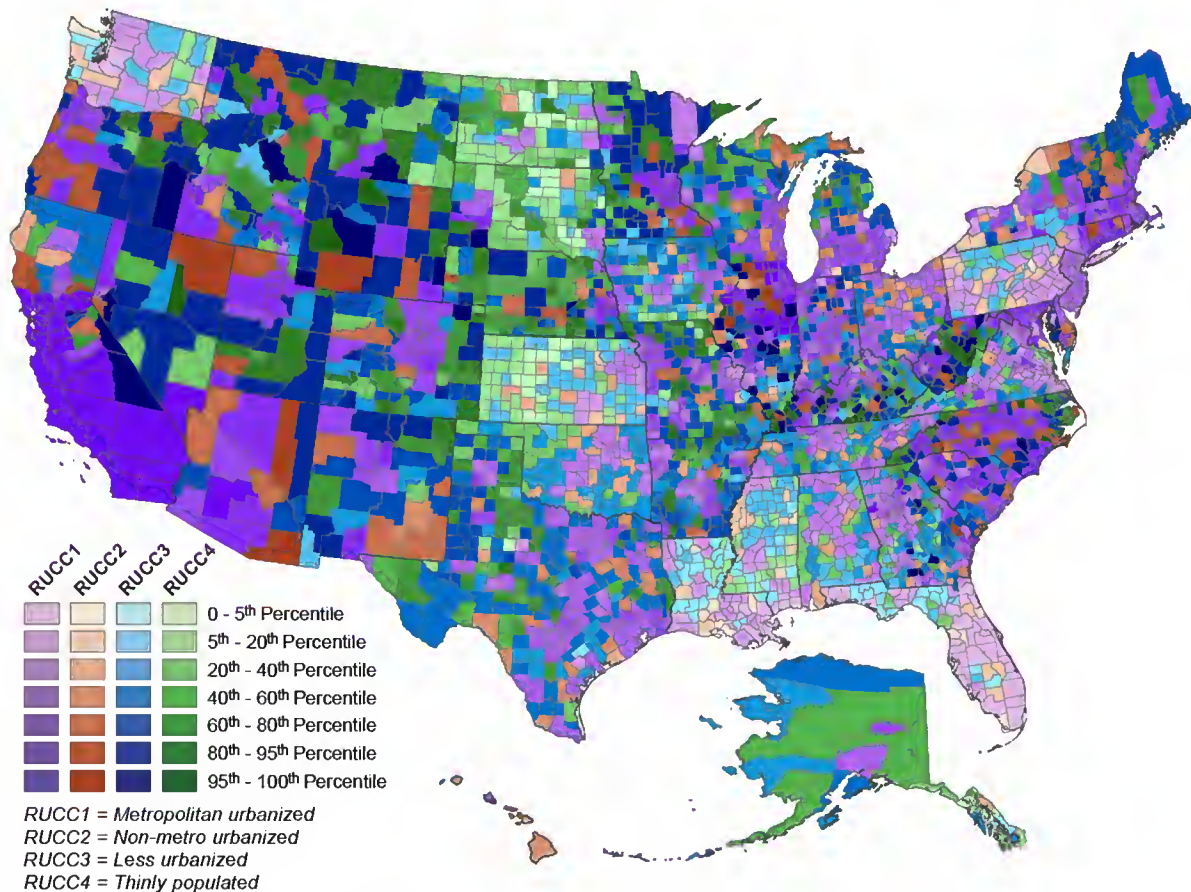 RUCC1 RUCC2 RUCC3 RUCC4
0 - 5th Percentile
5th - 20th Percentile
20th - 40th Percentile
40th - 60th Percentile
60th - 80th Percentile
80th - 95th Percentile
95th - 100th Percentile
RUCC1 = Metropolitan urbanized
RUCC2 = Non-metro urbanized
RUCC3 = Less urbanized
RUCC4 = Thinly populated